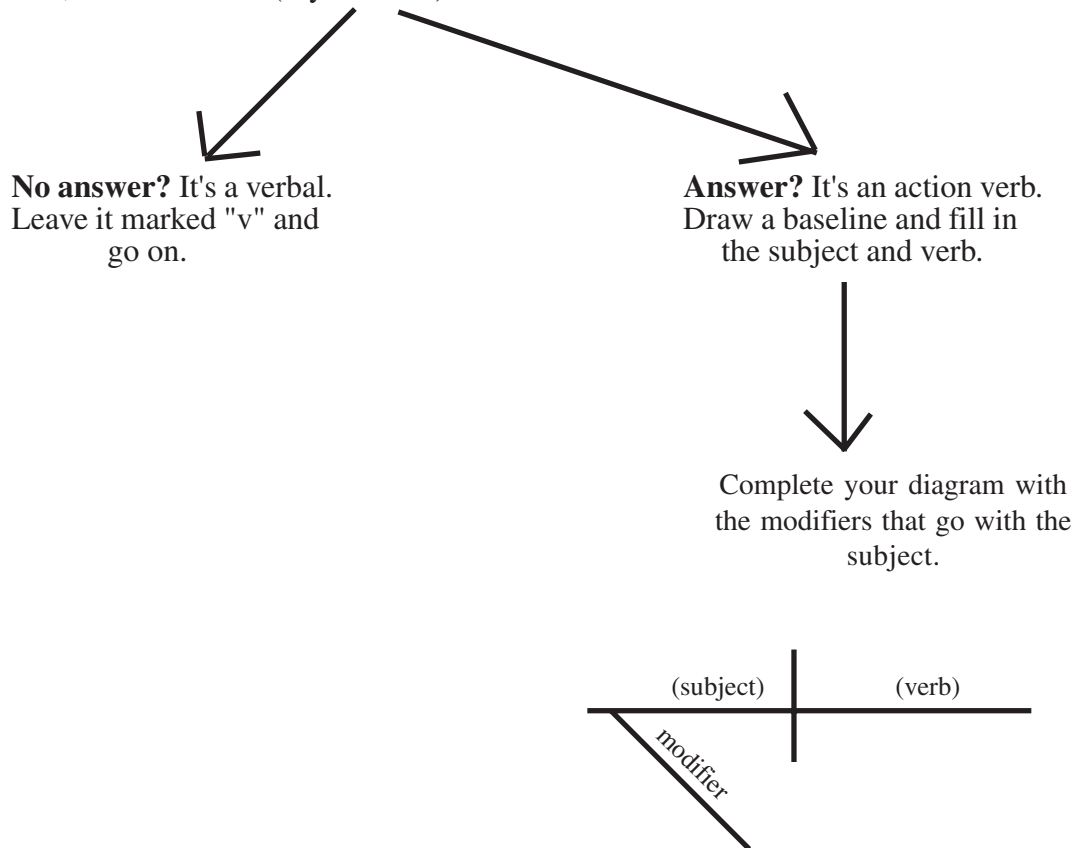 No answer? It's a verbal.
Leave it marked "v" and
go on.
Answer? It's an action verb.
Draw a baseline and fill in
the subject and verb.
Complete your diagram with
the modifiers that go with the
subject.
(subject)
(verb)
modifier